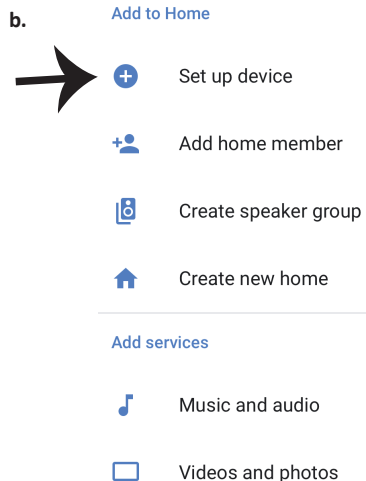 b.
Add to Home
Set up device
Add home member
Create speaker group
Create new home
Add services
Music and audio
Videos and photos